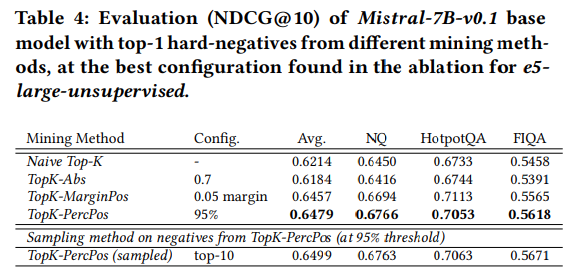 Table 4: Evaluation (NDCG@10) of Mistral-7B-v0.1 base
model with top-1 hard-negatives from different mining meth-
ods, at the best configuration found in the ablation for e5-
large-unsupervised.
Mining Method Config. Avg. NQ HotpotQA FIQA
Naive Top-K - 0.6214 0.6450 0.6733 0.5458
TopK-Abs 0.7 0.6184 0.6416 0.6744 0.5391
TopK-MarginPos 0.05 margin 0.6457 0.6694 0.7113 0.5565
TopK-PercPos 95% 0.6479 0.6766 0.7053 0.5618
Sampling method on negatives from TopK-PercPos (at 95% threshold)
TopK-PercPos (sampled) top-10 0.6499 0.6763 0.7063 0.5671